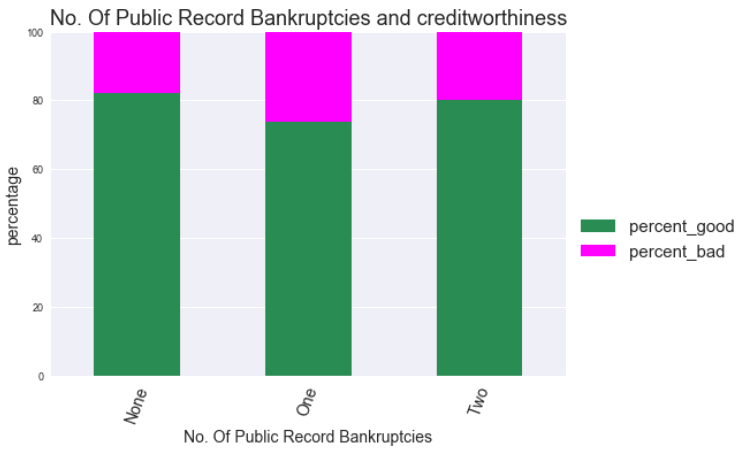 No. Of Public Record Bankruptcies and creditworthiness
100
80
60
40
20
0
percentage
percent_good
percent_bad
None
One
Two
No. Of Public Record Bankruptcies